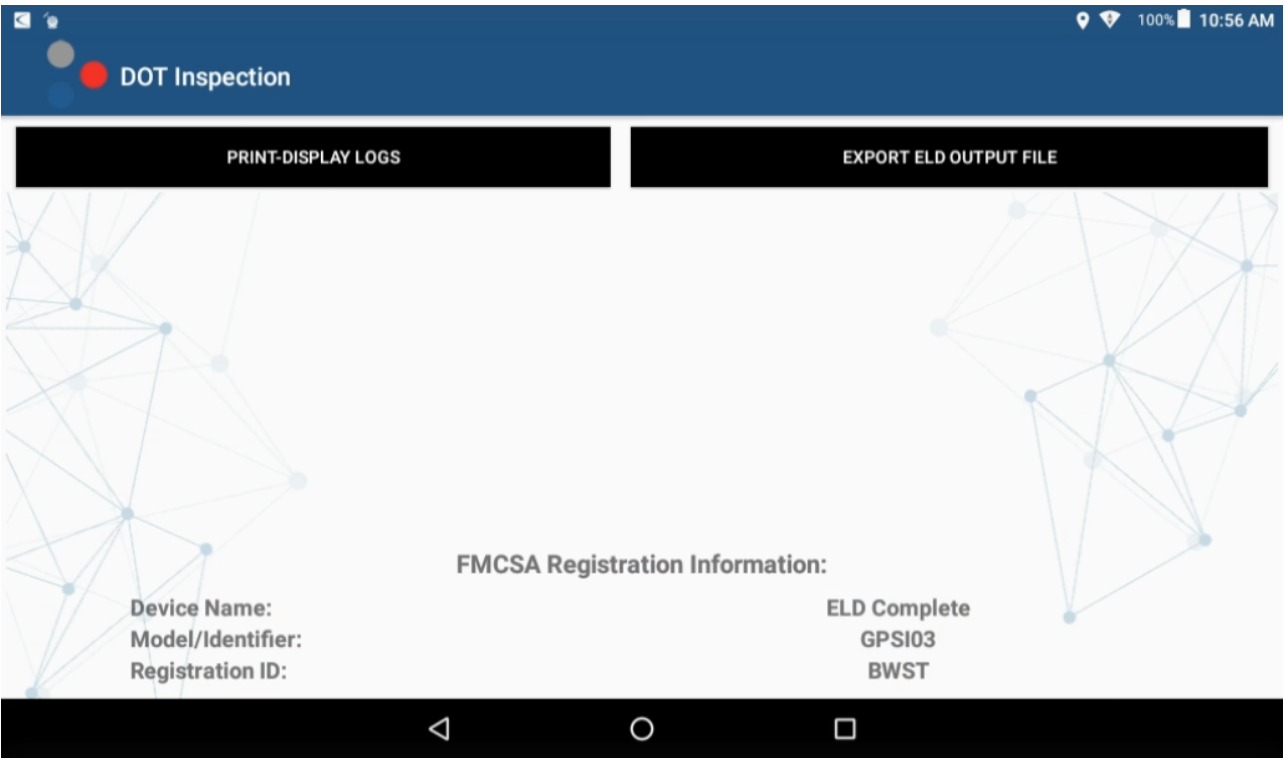 100% 10:56 AM
DOT Inspection
PRINT-DISPLAY LOGS EXPORT ELD OUTPUT FILE
FMCSA Registration Information:
Device Name: ELD Complete
Model/Identifier: GPSI03
Registration ID: BWST